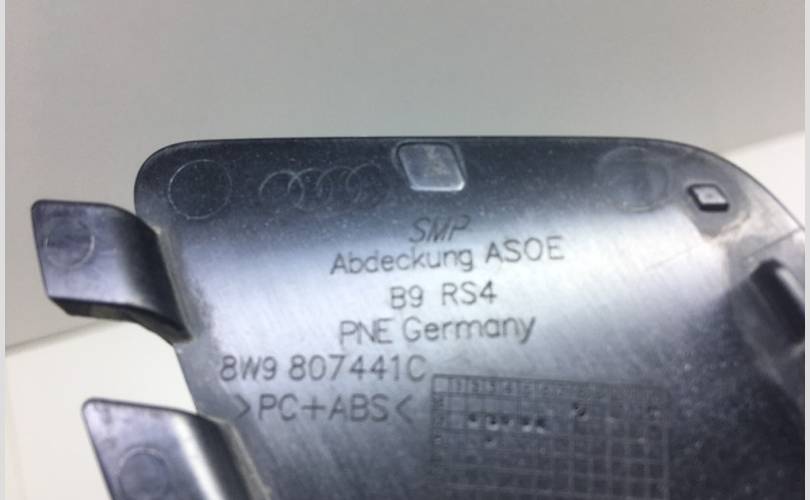 SMP
Abdeckung ASOE
B9 RS4
PNE Germany
8W9 807441C
>PC+ABS<